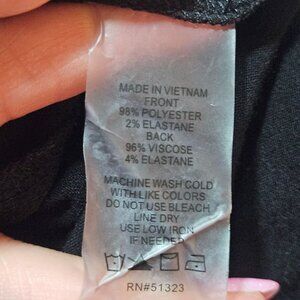 MADE IN VIETNAM
FRONT
98% POLYESTER
2% ELASTANE
BACK
96% VISCOSE
4% ELASTANE
MACHINE WASH COLD
WITH LIKE COLORS
DO NOT USE BLEACH
LINE DRY
USE LOW IRON
IF NEEDED
RN#51323